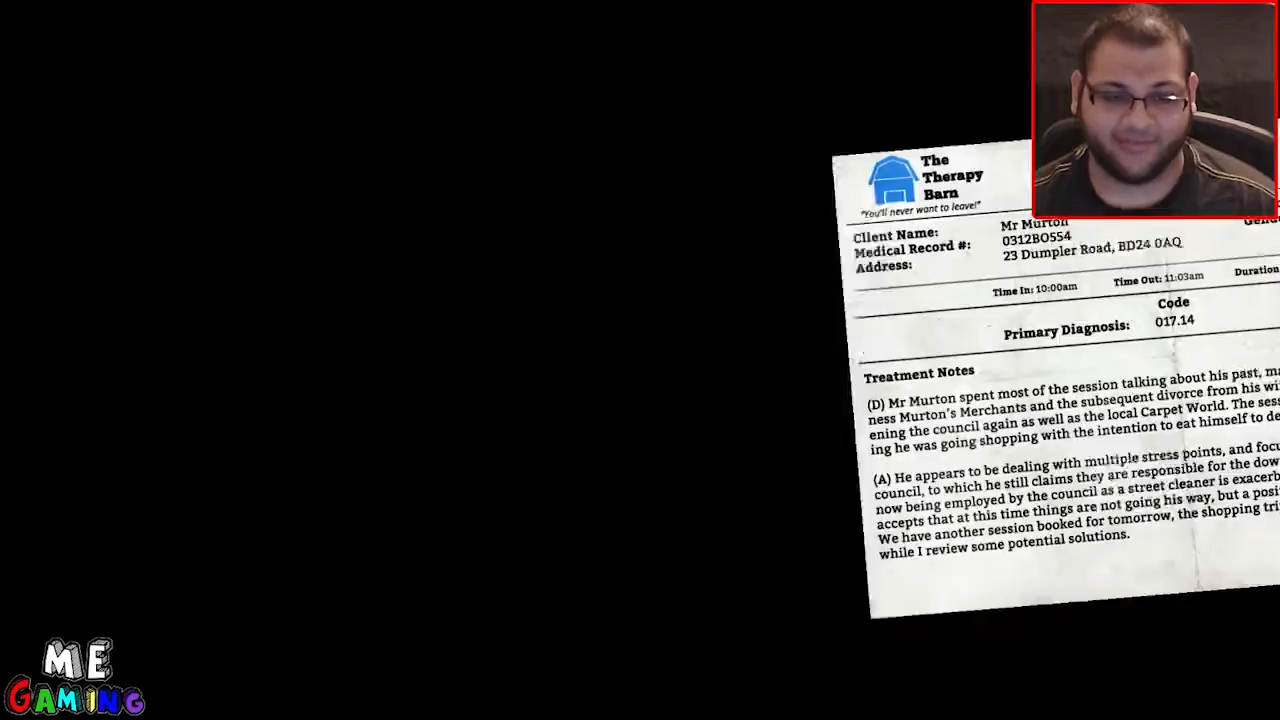 The
Therapy
Barn
"You'll never want to leave!"
Client Name: Mr Murton
Medical Record #: 0312BO554
Address: 23 Dumpler Road, BD24 0AQ
Time In: 10:00am Time Out: 11:03am Duration
Code
Primary Diagnosis: 017.14
Treatment Notes
(D) Mr Murton spent most of the session talking about his past,
ness Murton's Merchants and the subsequent divorce from his
ening the council again as well as the local Carpet World. The
ing he was going shopping with the intention to eat himself to
(A) He appears to be dealing with multiple stress points, and
council, to which he still claims they are responsible for the
now being employed by the council as a street cleaner is
accepts that at this time things are not going his way, but a
We have another session booked for tomorrow, the shopping
while I review some potential solutions.
ME
GAMING